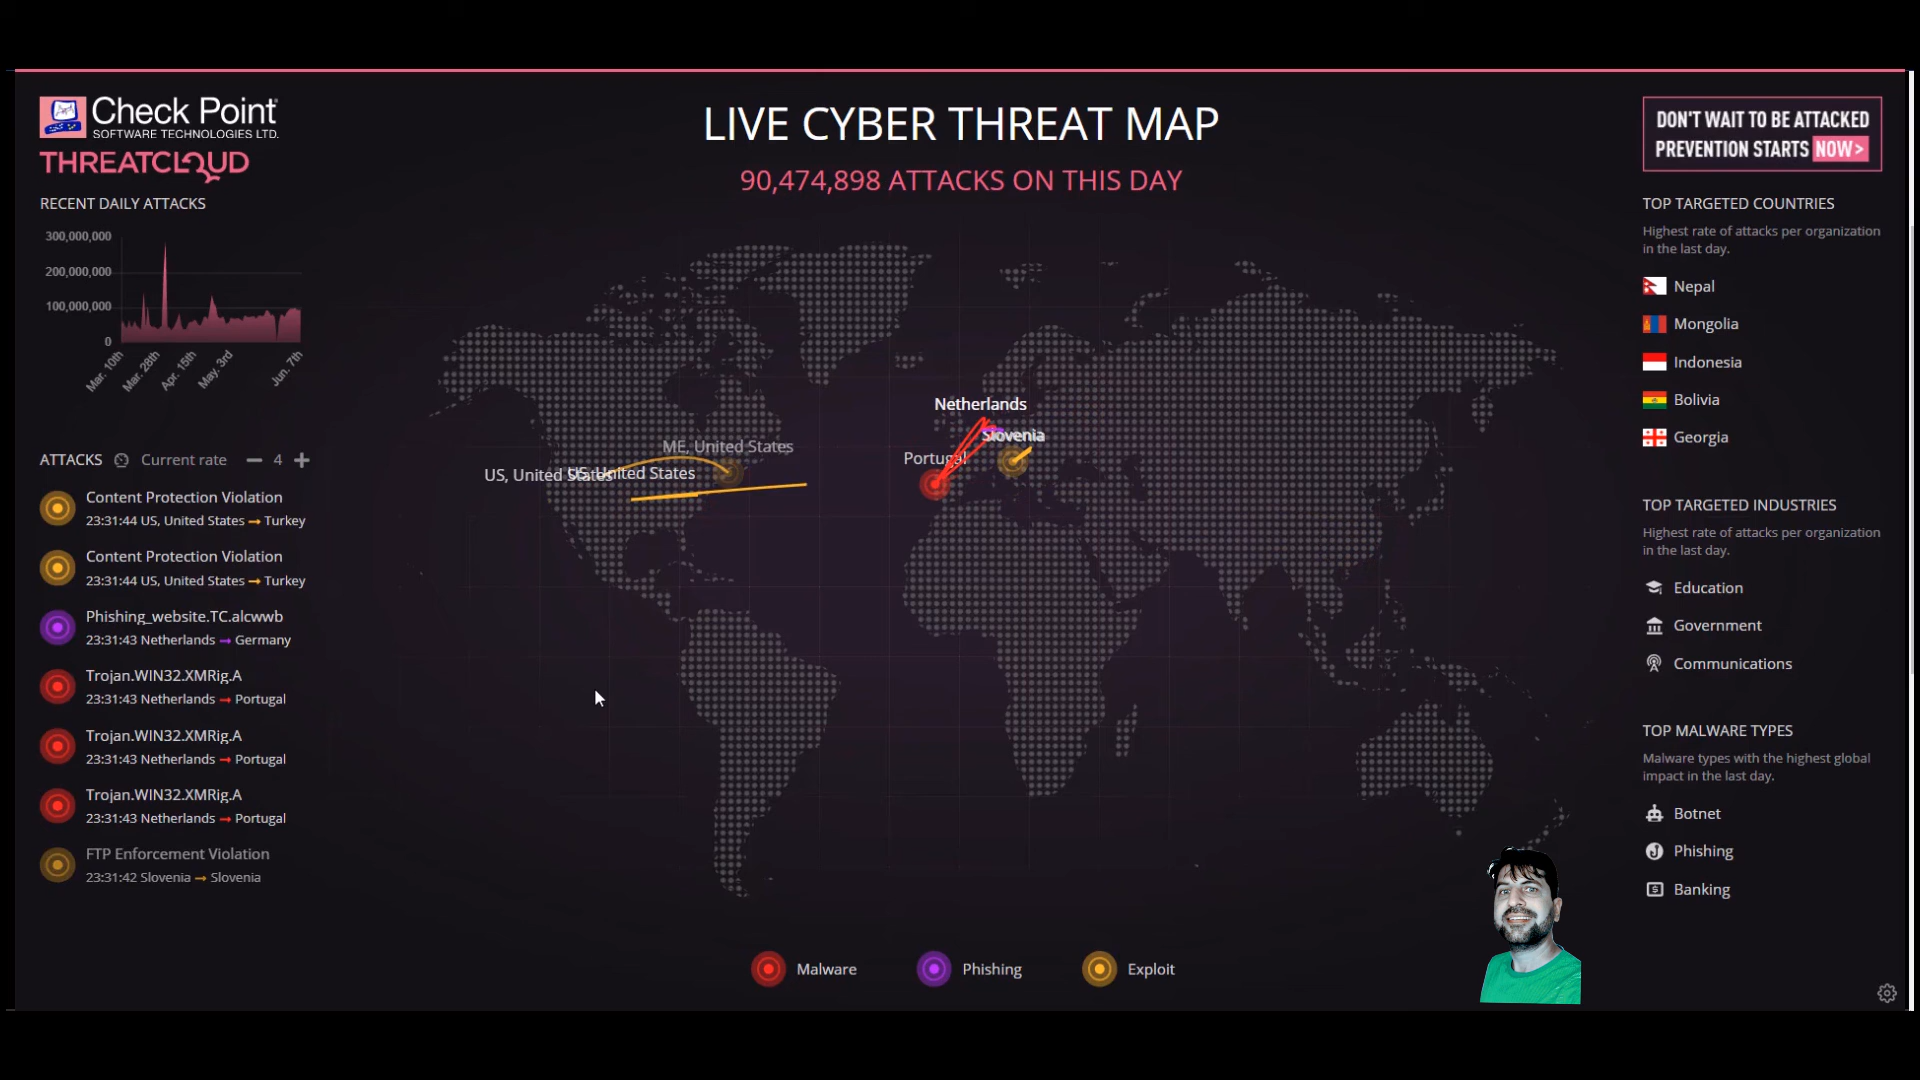 Check Point
SOFTWARE TECHNOLOGIES LTD.
THREATCLOUD
RECENT DAILY ATTACKS
300,000,000
200,000,000
100,000,000
0
Mar. 10th
Mar. 28th
Apr. 15th
May. 3rd
Jun. 7th
ATTACKS Current rate — 4 +
Content Protection Violation
23:31:44 US, United States → Turkey
Content Protection Violation
23:31:44 US, United States → Turkey
Phishing_website.TC.alcwwb
23:31:43 Netherlands → Germany
Trojan.WIN32.XMRig.A
23:31:43 Netherlands → Portugal
Trojan.WIN32.XMRig.A
23:31:43 Netherlands → Portugal
Trojan.WIN32.XMRig.A
23:31:43 Netherlands → Portugal
FTP Enforcement Violation
23:31:42 Slovenia → Slovenia
LIVE CYBER THREAT MAP
90,474,898 ATTACKS ON THIS DAY
Netherlands
Slovenia
ME, United States
Portugal
US, United States
US, United States
Malware
Phishing
Exploit
DON'T WAIT TO BE ATTACKED
PREVENTION STARTS NOW >
TOP TARGETED COUNTRIES
Highest rate of attacks per organization
in the last day.
Nepal
Mongolia
Indonesia
Bolivia
Georgia
TOP TARGETED INDUSTRIES
Highest rate of attacks per organization
in the last day.
Education
Government
Communications
TOP MALWARE TYPES
Malware types with the highest global
impact in the last day.
Botnet
Phishing
Banking